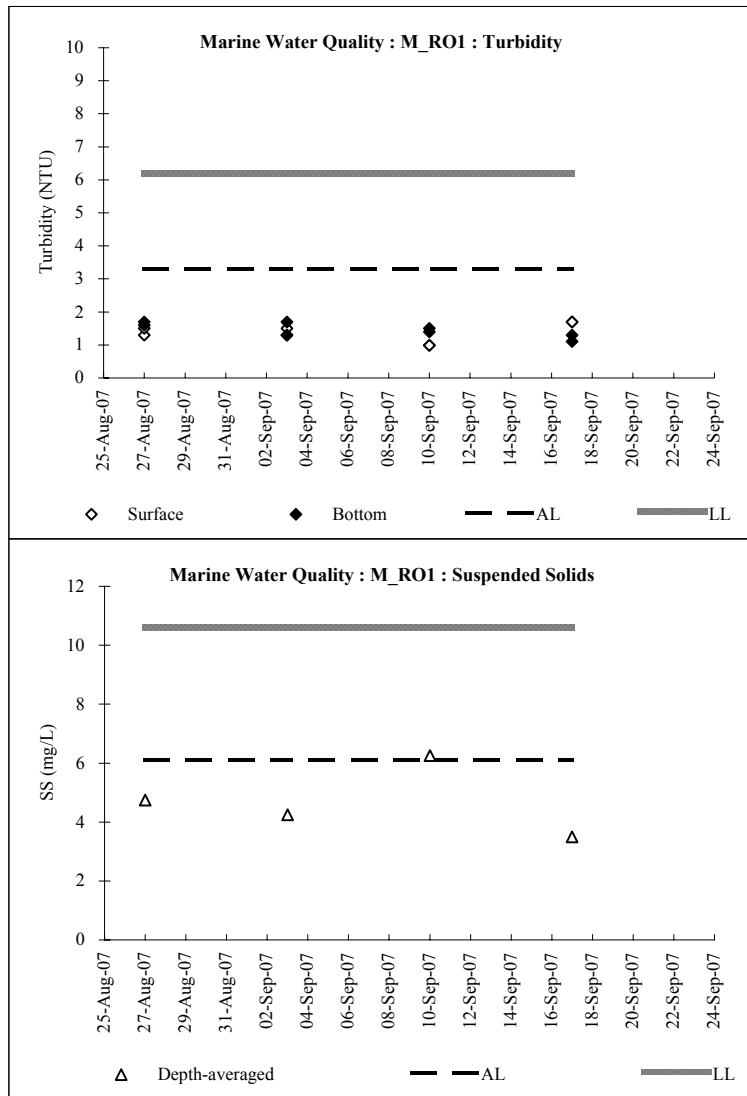 Marine Water Quality : M_RO1 : Turbidity
10
9
8
7
6
5
4
3
2
1
0
Turbidity (NTU)
25-Aug-07
27-Aug-07
29-Aug-07
31-Aug-07
02-Sep-07
04-Sep-07
06-Sep-07
08-Sep-07
10-Sep-07
12-Sep-07
14-Sep-07
16-Sep-07
18-Sep-07
20-Sep-07
22-Sep-07
24-Sep-07
Surface Bottom AL LL
Marine Water Quality : M_RO1 : Suspended Solids
12
10
8
6
4
2
0
SS (mg/L)
25-Aug-07
27-Aug-07
29-Aug-07
31-Aug-07
02-Sep-07
04-Sep-07
06-Sep-07
08-Sep-07
10-Sep-07
12-Sep-07
14-Sep-07
16-Sep-07
18-Sep-07
20-Sep-07
22-Sep-07
24-Sep-07
Depth-averaged AL LL